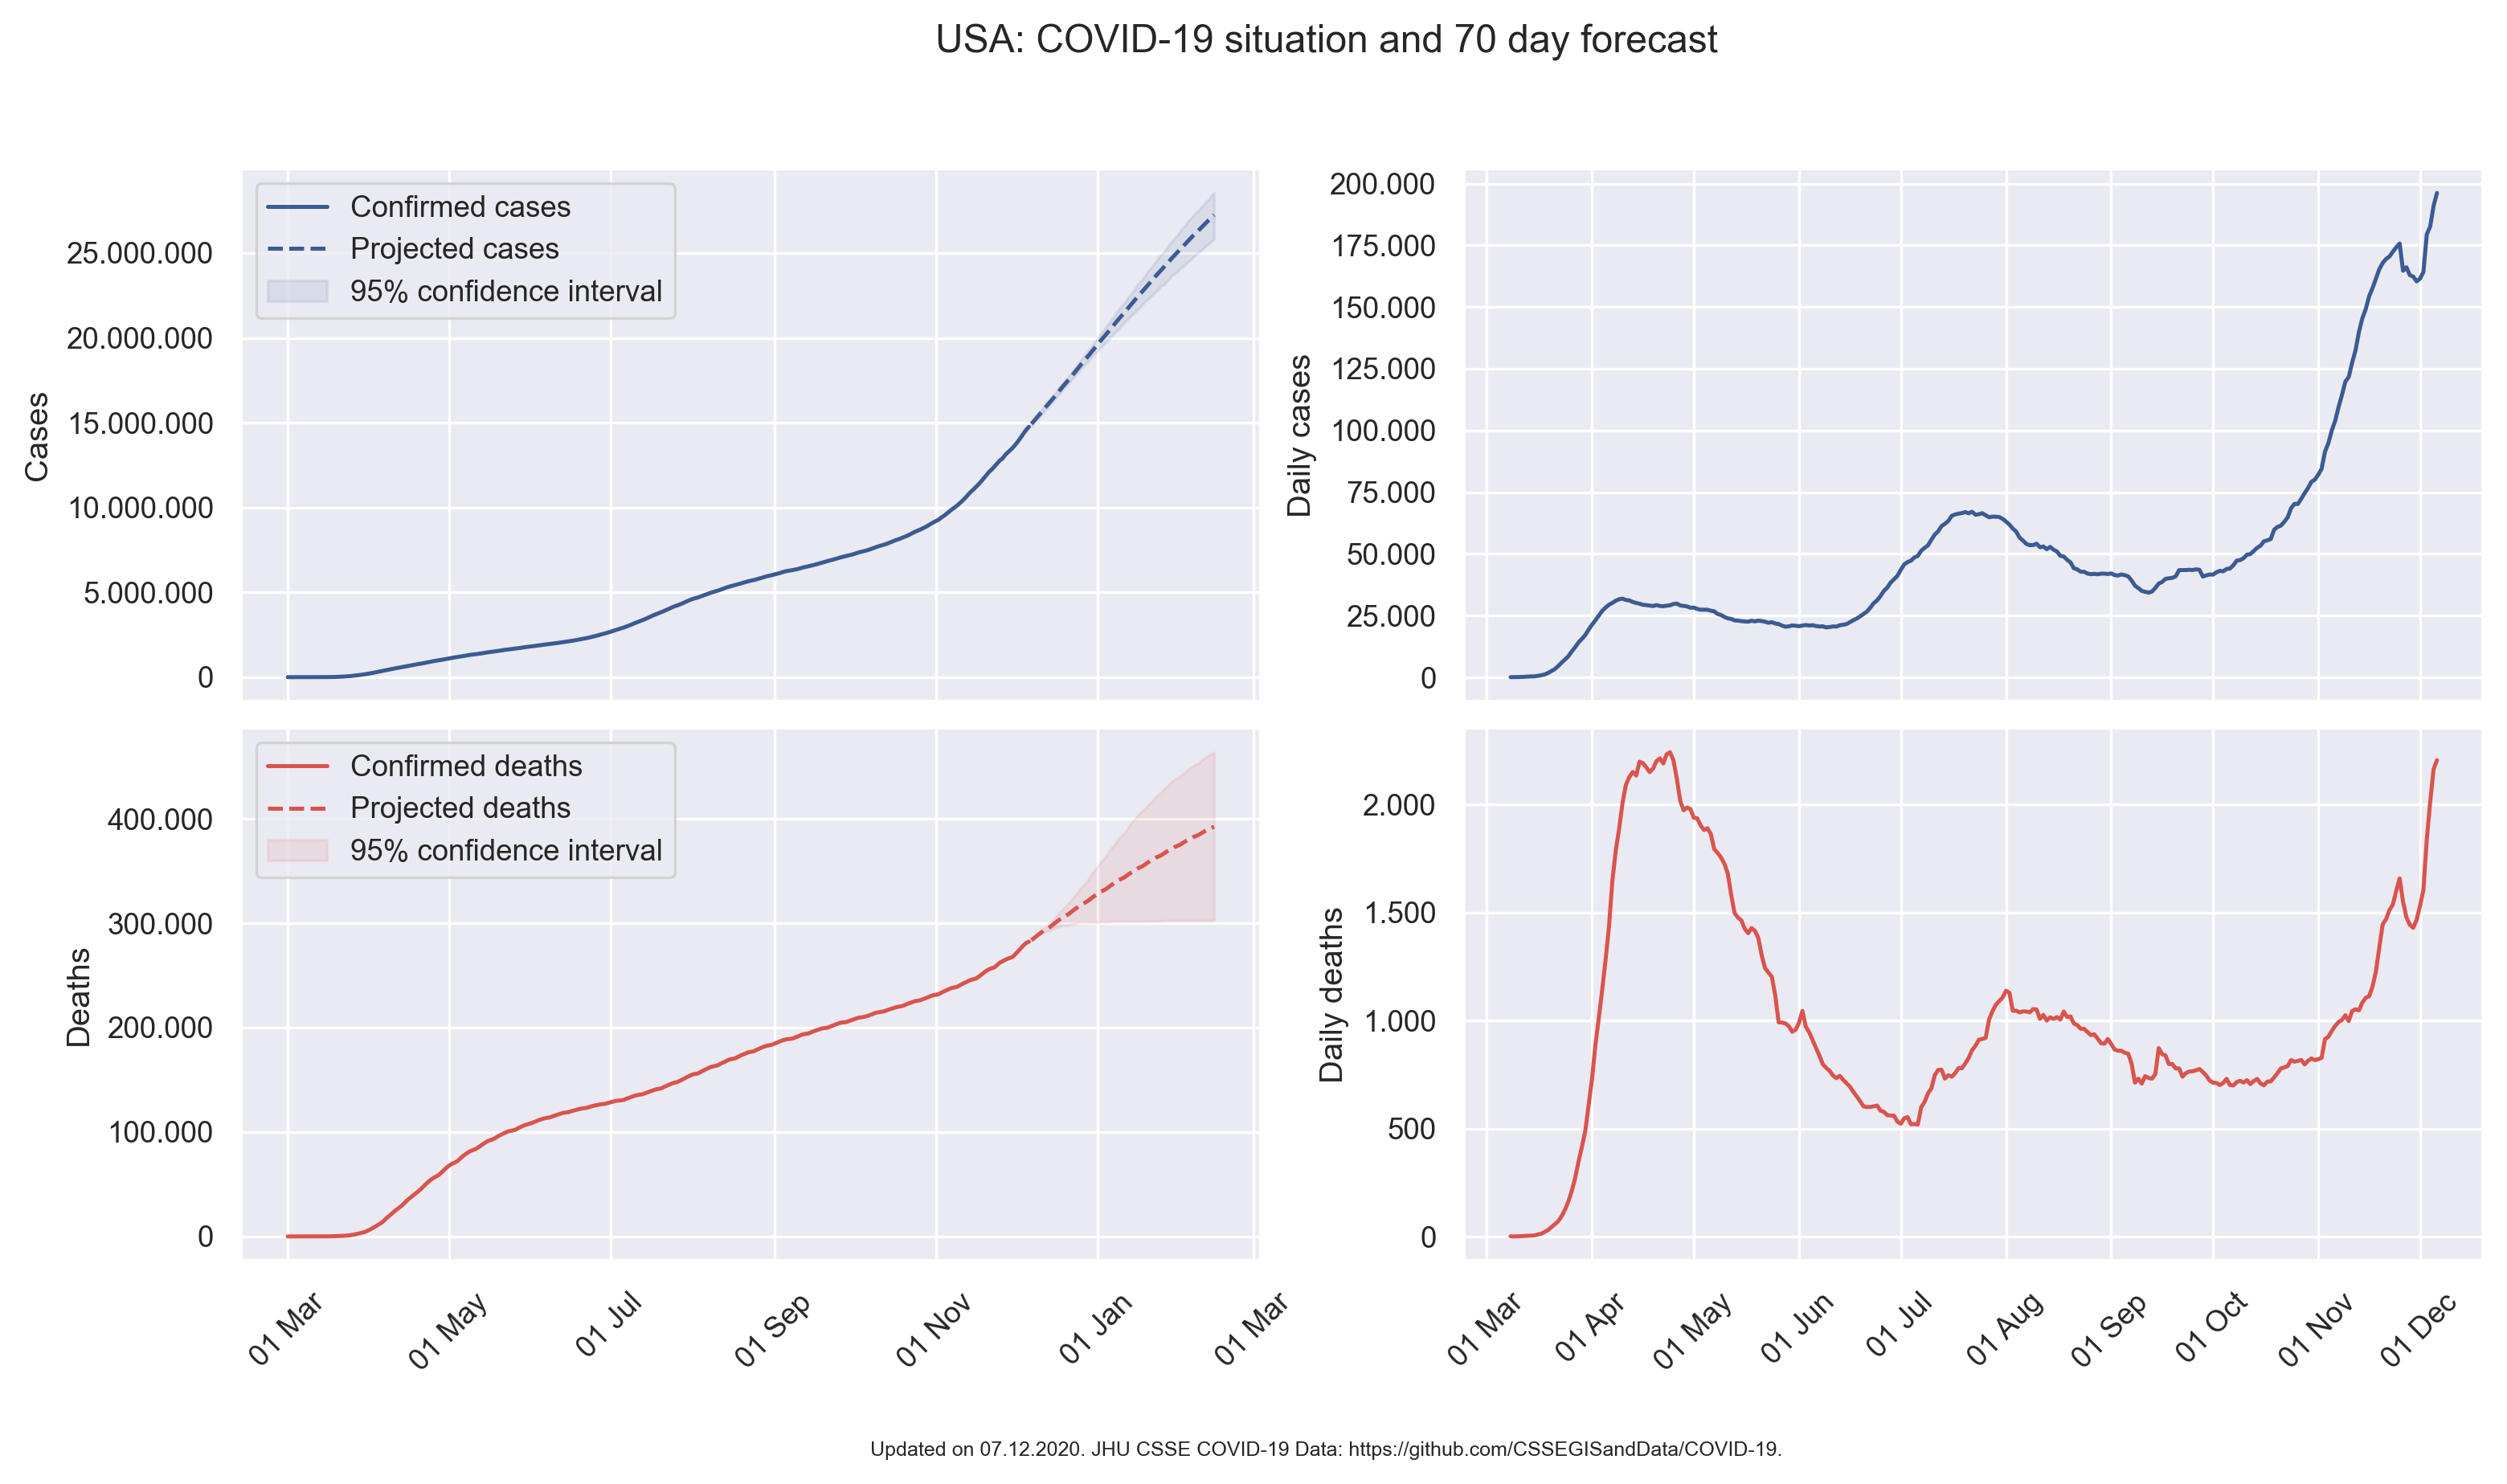 USA: COVID-19 situation and 70 day forecast
Confirmed cases
Projected cases
95% confidence interval
25.000.000
20.000.000
15.000.000
10.000.000
5.000.000
0
Cases
200.000
175.000
150.000
125.000
100.000
75.000
50.000
25.000
0
Daily cases
Confirmed deaths
Projected deaths
95% confidence interval
400.000
300.000
200.000
100.000
0
Deaths
01 Mar
01 May
01 Jul
01 Sep
01 Nov
01 Jan
01 Mar
2.000
1.500
1.000
500
0
Daily deaths
01 Mar
01 Apr
01 May
01 Jun
01 Jul
01 Aug
01 Sep
01 Oct
01 Nov
01 Dec
Updated on 07.12.2020. JHU CSSE COVID-19 Data: https://github.com/CSSEGISandData/COVID-19.